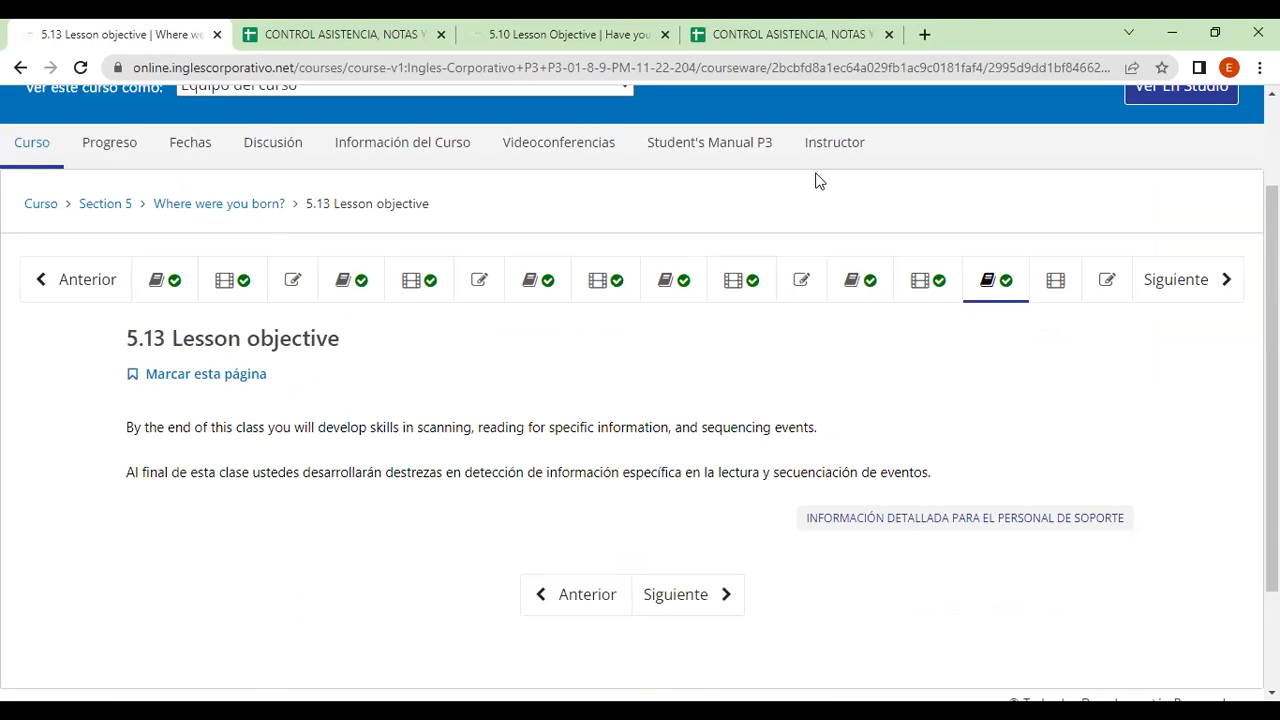 5.13 Lesson objective | Where we
CONTROL ASISTENCIA, NOTAS Y
5.10 Lesson Objective | Have you
CONTROL ASISTENCIA, NOTAS Y
online.inglescorporativo.net/courses/course-v1:Ingles-Corporativo+P3+P3-01-8-9-PM-11-22-204/courseware/2bcbfd8a1ec64a029fb1ac9c0181faf4/2995d9dd1bf84662...
E
Ver este curso como:
Equipo del curso
Ver En Studio
Curso
Progreso
Fechas
Discusión
Información del Curso
Videoconferencias
Student's Manual P3
Instructor
Curso > Section 5 > Where were you born? > 5.13 Lesson objective
Anterior
Siguiente
5.13 Lesson objective
Marcar esta página
By the end of this class you will develop skills in scanning, reading for specific information, and sequencing events.
Al final de esta clase ustedes desarrollarán destrezas en detección de información específica en la lectura y secuenciación de eventos.
INFORMACIÓN DETALLADA PARA EL PERSONAL DE SOPORTE
Anterior
Siguiente